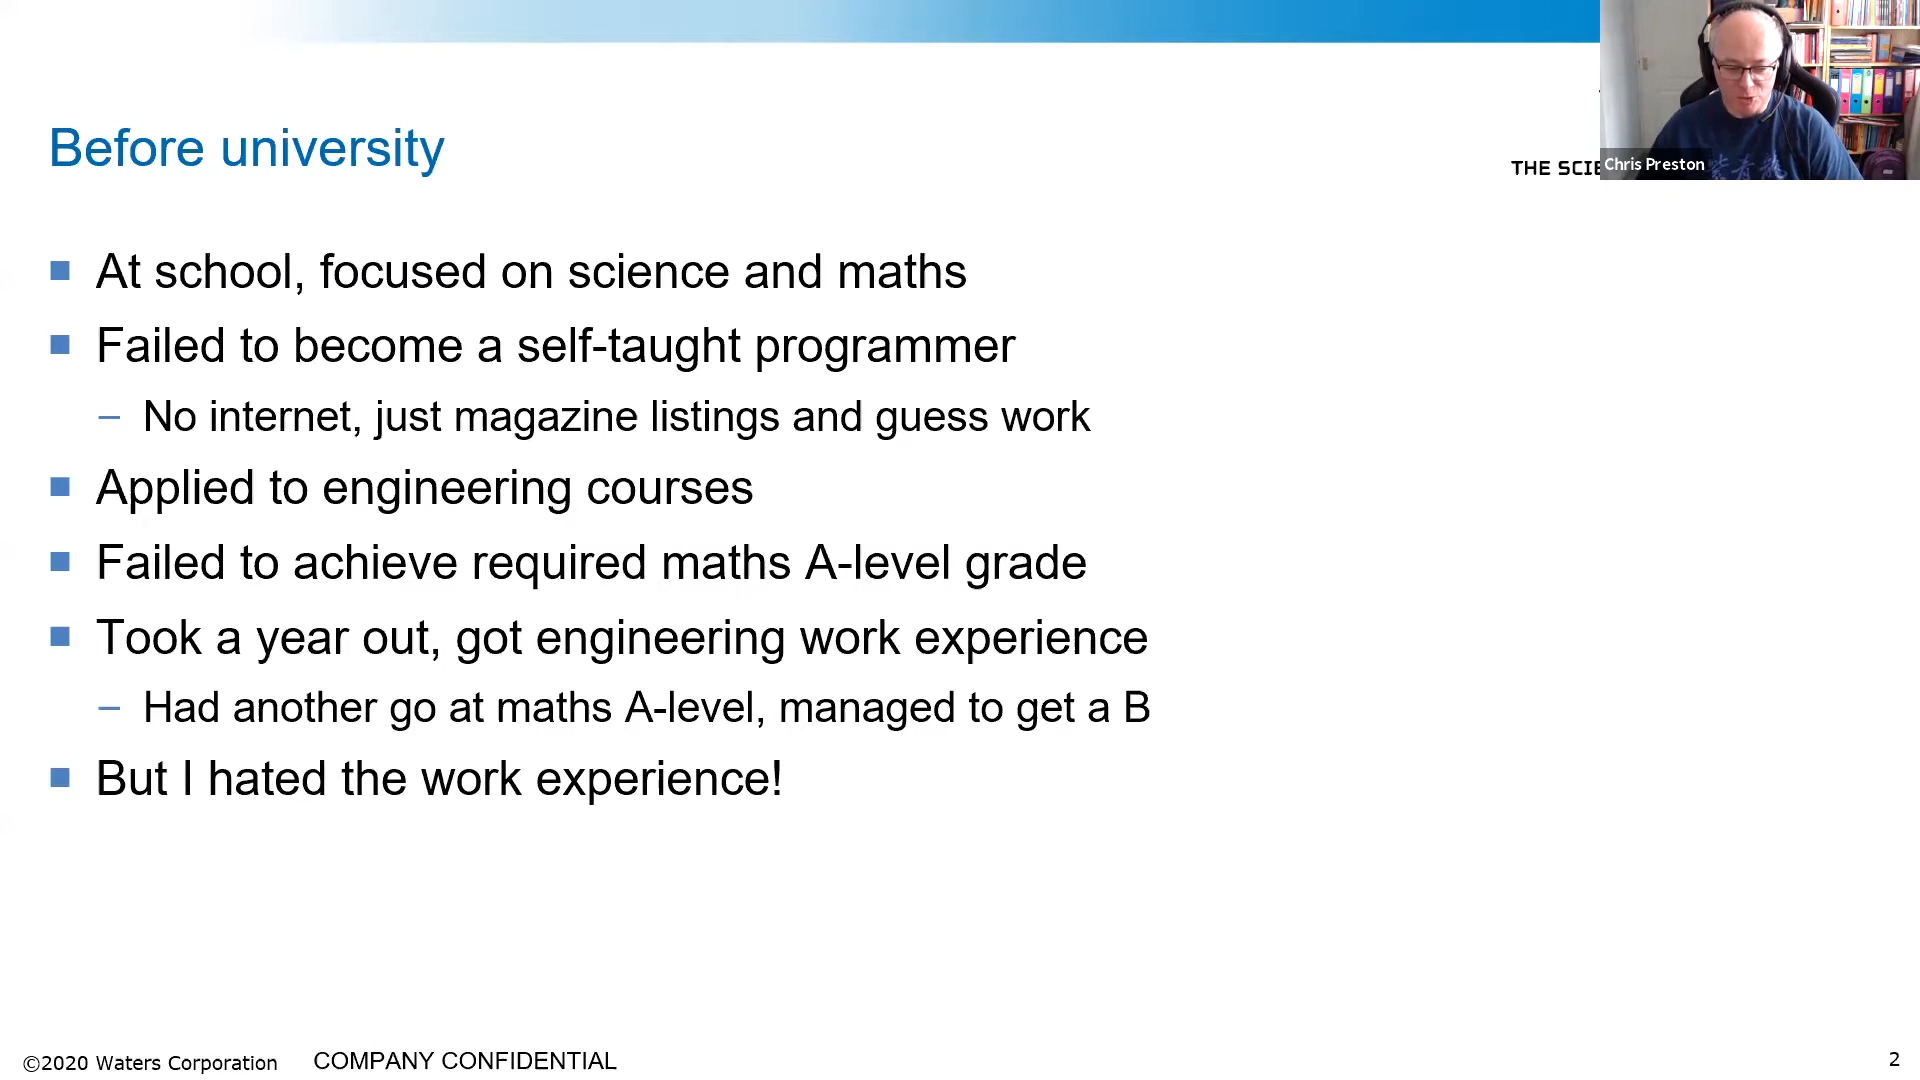 Before university
THE SCIE
Chris Preston
At school, focused on science and maths
Failed to become a self-taught programmer
– No internet, just magazine listings and guess work
Applied to engineering courses
Failed to achieve required maths A-level grade
Took a year out, got engineering work experience
– Had another go at maths A-level, managed to get a B
But I hated the work experience!
©2020 Waters Corporation COMPANY CONFIDENTIAL 2